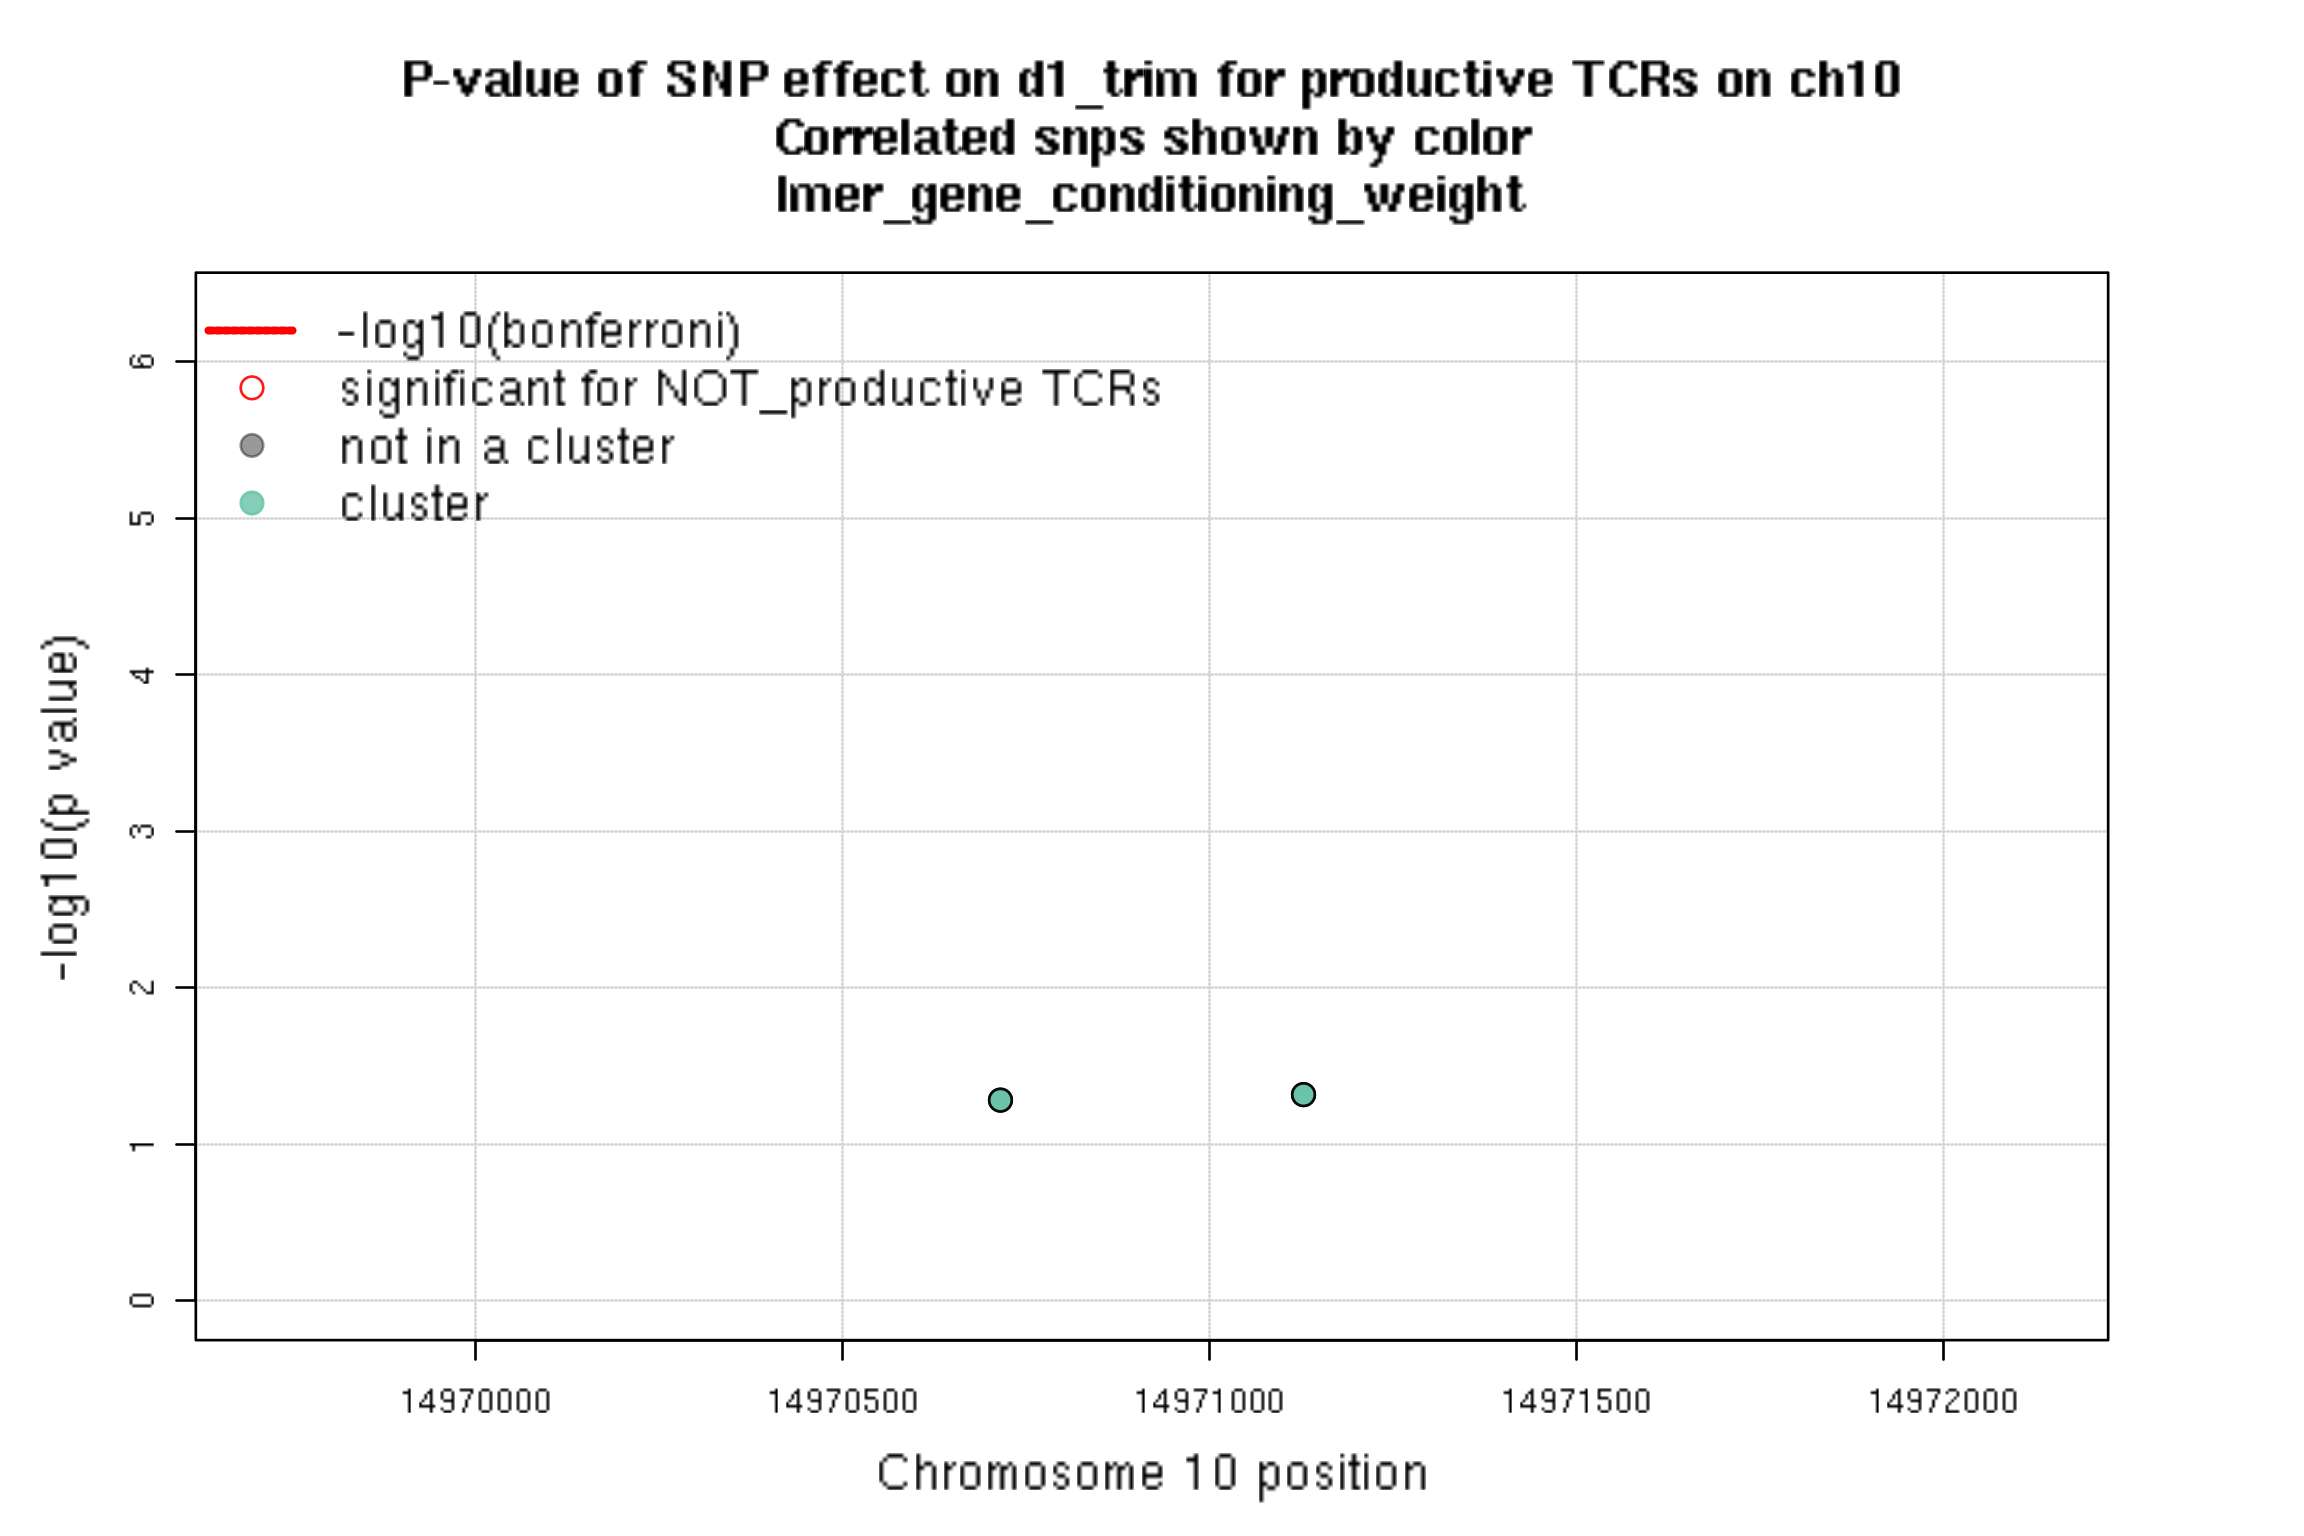 P-value of SNP effect on d1_trim for productive TCRs on ch10
Correlated snps shown by color
lmer_gene_conditioning_weight
-log10(bonferroni)
significant for NOT_productive TCRs
not in a cluster
cluster
-log10(p value)
6
5
4
3
2
1
0
14970000
14970500
14971000
14971500
14972000
Chromosome 10 position